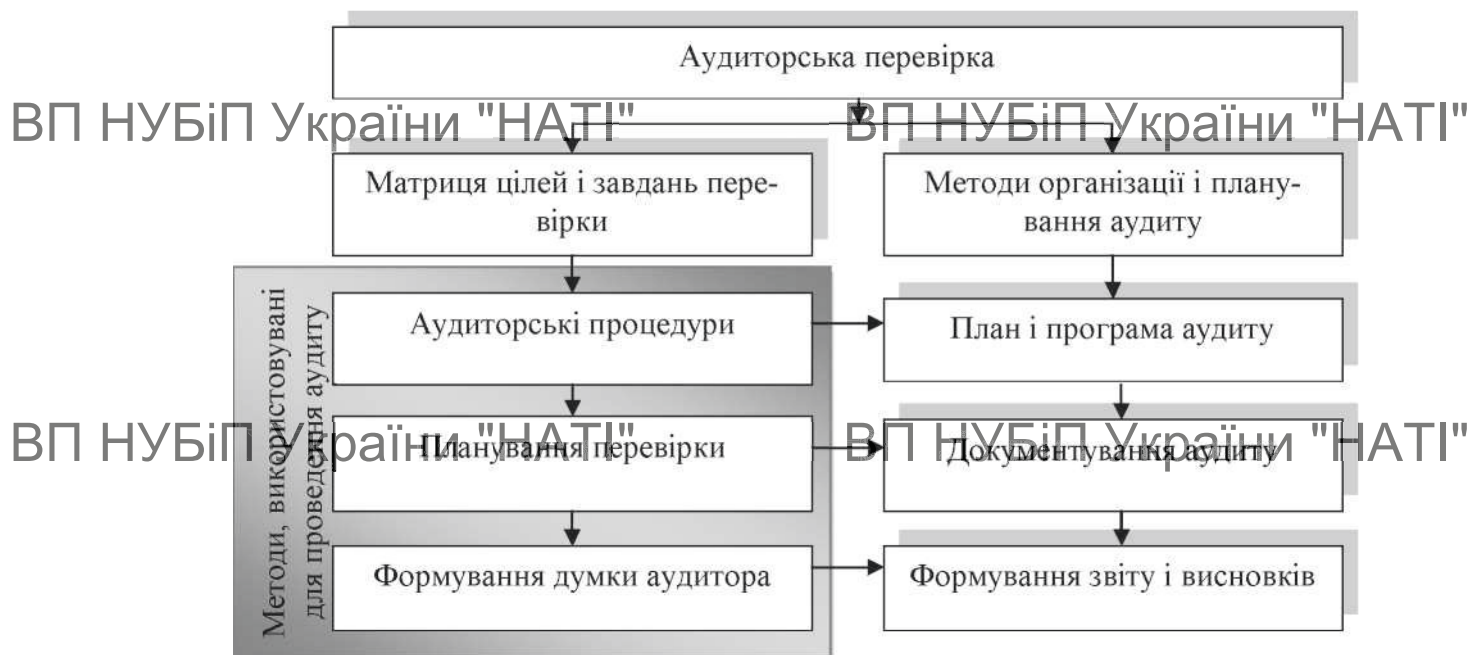 Аудиторська перевірка
ВП НУБіП України "НАТІ"
ВП НУБіП України "НАТІ"
Матриця цілей і завдань пере-
вірки
Методи організації і плану-
вання аудиту
Методи, використовувані
для проведення аудиту
Аудиторські процедури
План і програма аудиту
ВП НУБіП України "НАТІ"
ВП НУБіП України "НАТІ"
Планування перевірки
Документування аудиту
Формування думки аудитора
Формування звіту і висновків